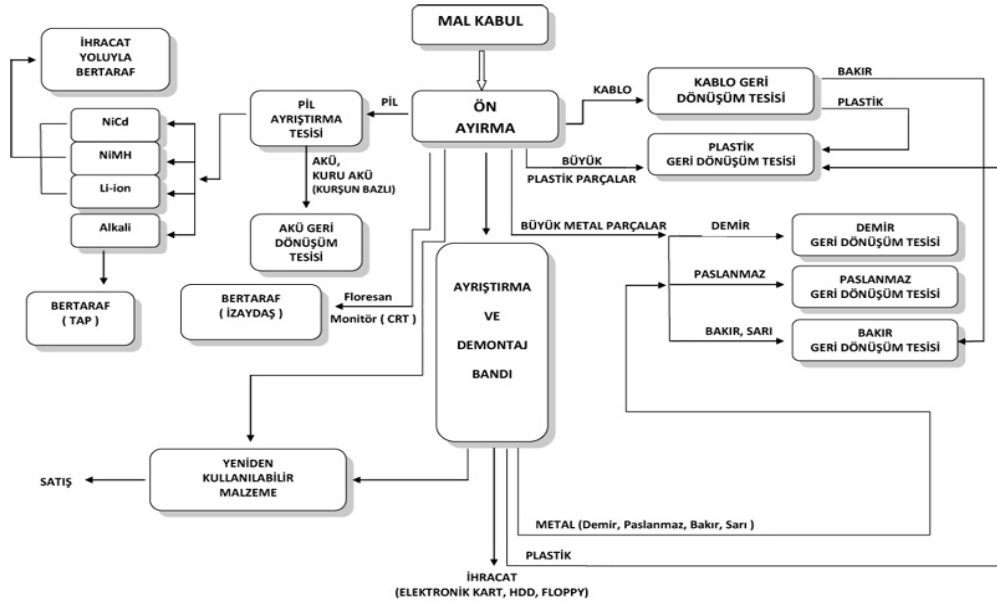 MAL KABUL
İHRACAT
YOLUYLA
BERTARAF
NiCd
NiMH
Li-ion
Alkali
BERTARAF
( TAP )
PİL
AYRIŞTIRMA
TESİSİ
PİL
ÖN
AYIRMA
KABLO
KABLO GERİ
DÖNÜŞÜM TESİSİ
BAKIR
PLASTİK
PLASTİK
GERİ DÖNÜŞÜM TESİSİ
BÜYÜK
PLASTİK PARÇALAR
AKÜ,
KURU AKÜ
(KURŞUN BAZLI)
AKÜ GERİ
DÖNÜŞÜM
TESİSİ
BÜYÜK METAL PARÇALAR
DEMİR
DEMİR
GERİ DÖNÜŞÜM TESİSİ
PASLANMAZ
PASLANMAZ
GERİ DÖNÜŞÜM TESİSİ
BAKIR, SARI
BAKIR
GERİ DÖNÜŞÜM TESİSİ
BERTARAF
( İZAYDAŞ )
Floresan
Monitör ( CRT )
AYRIŞTIRMA
VE
DEMONTAJ
BANDI
SATIŞ
YENİDEN
KULLANILABİLİR
MALZEME
METAL (Demir, Paslanmaz, Bakır, Sarı )
PLASTİK
İHRACAT
(ELEKTRONİK KART, HDD, FLOPPY)